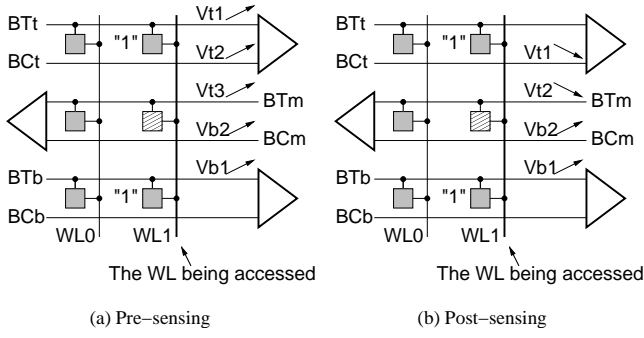 BTt "1" Vt1
BCt Vt2
Vt3 BTm
Vb2 BCm
BTb Vb1
"1"
BCb
WL0 WL1
The WL being accessed
(a) Pre−sensing
BTt "1"
BCt Vt1
Vt2 BTm
Vb2 BCm
BTb Vb1
"1"
BCb
WL0 WL1
The WL being accessed
(b) Post−sensing